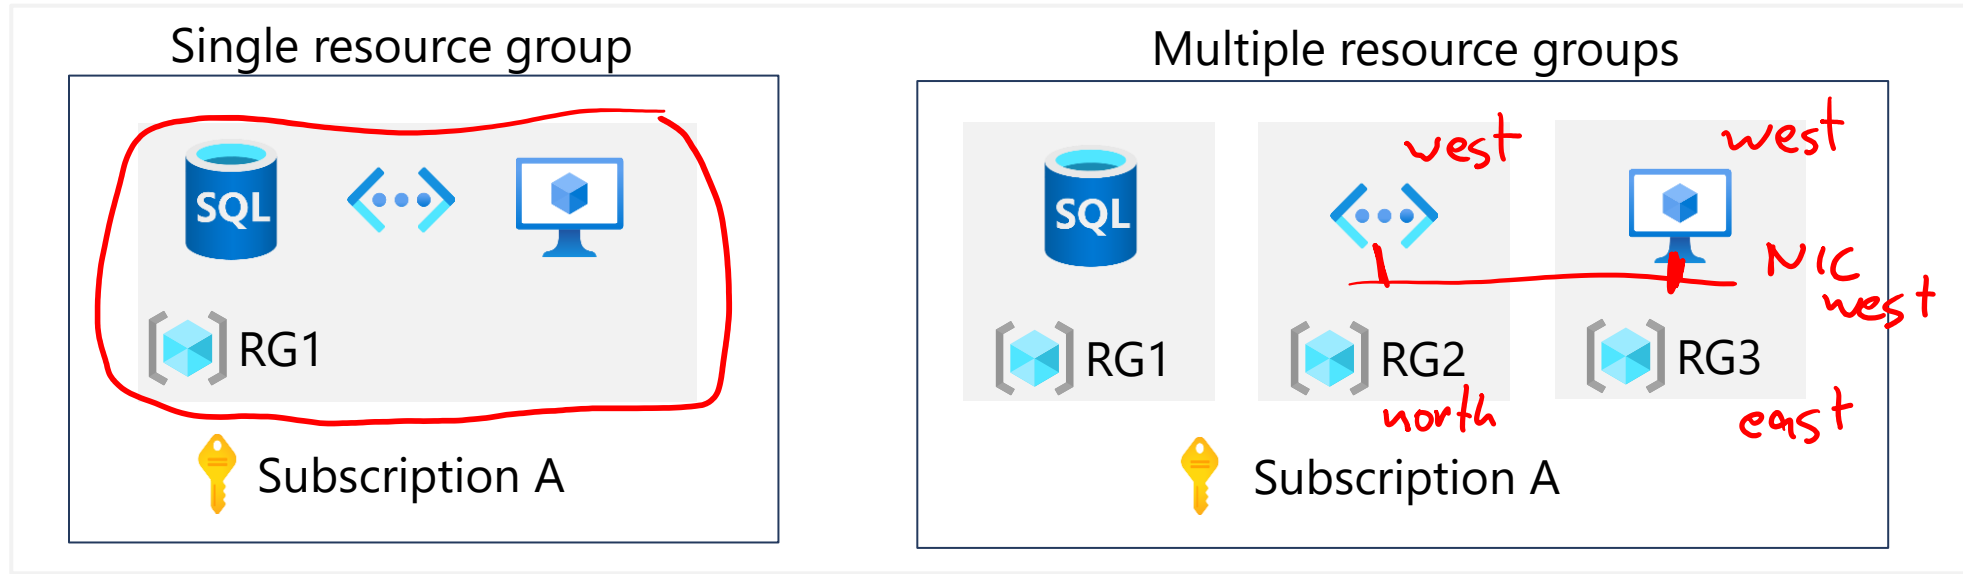 Single resource group
SQL
RG1
Subscription A
Multiple resource groups
west
west
SQL
NIC
west
RG1
RG2
RG3
north
east
Subscription A